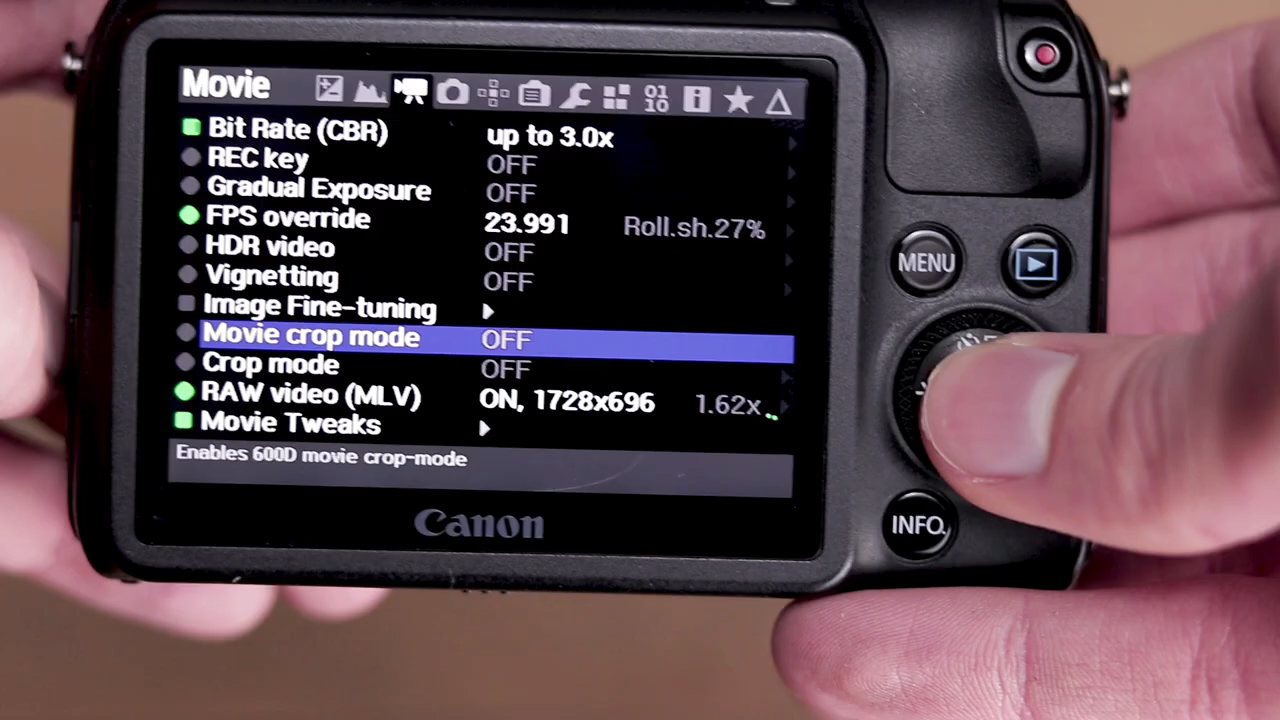 Movie 01 10
Bit Rate (CBR) up to 3.0x
REC key OFF
Gradual Exposure OFF
FPS override 23.991 Roll.sh.27%
HDR video OFF
Vignetting OFF
Image Fine-tuning
Movie crop mode OFF
Crop mode OFF
RAW video (MLV) ON, 1728x696 1.62x
Movie Tweaks
Enables 600D movie crop-mode
Canon
MENU
INFO.